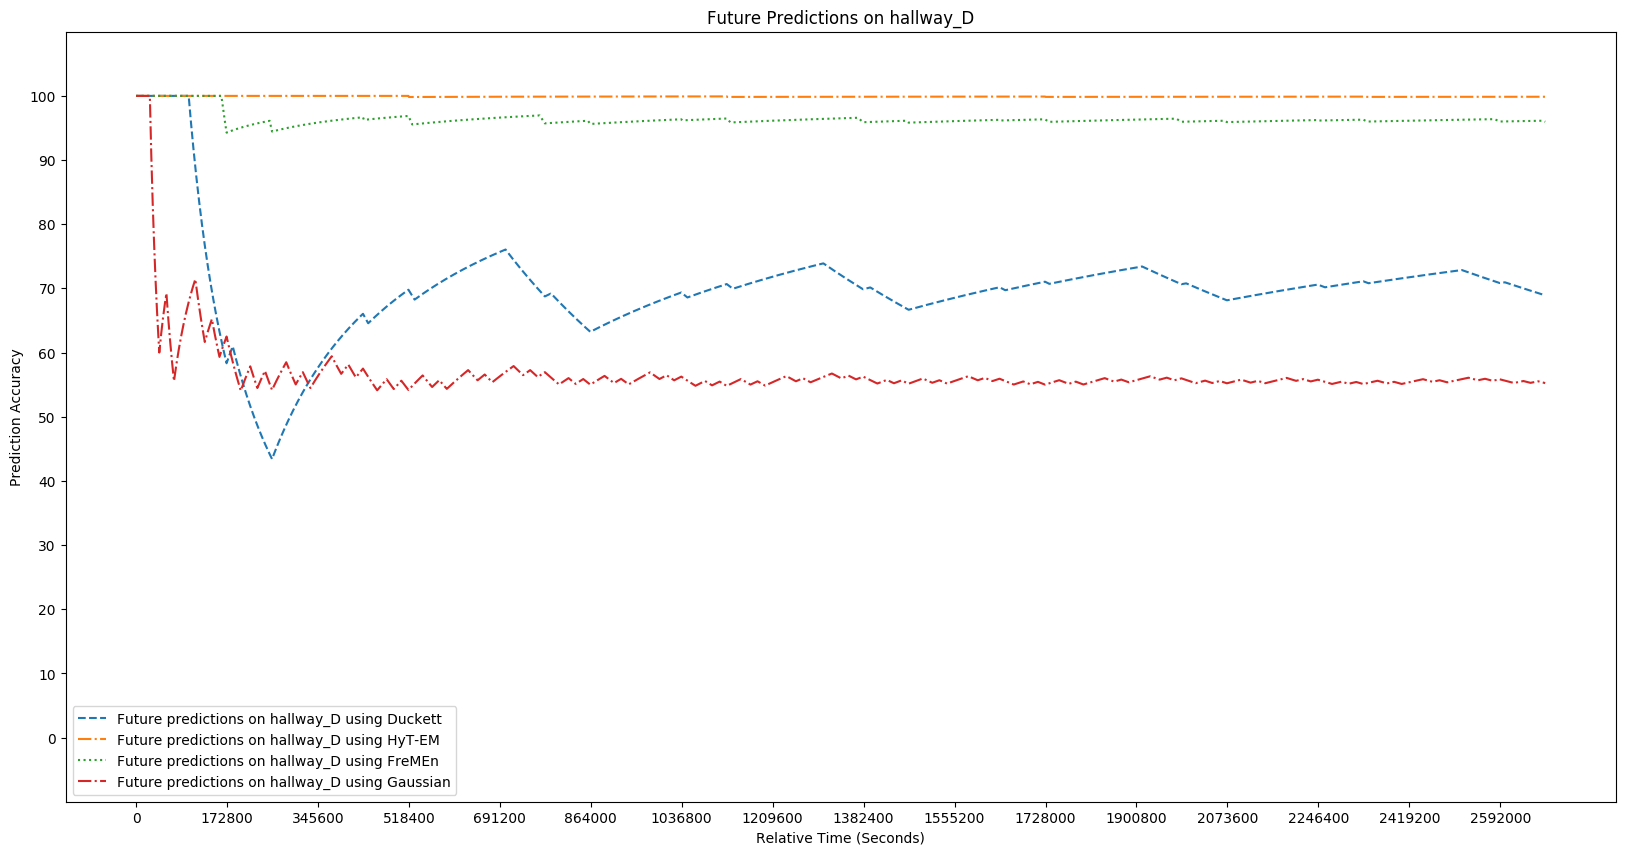 Future Predictions on hallway_D
Prediction Accuracy
100
90
80
70
60
50
40
30
20
10
0
Future predictions on hallway_D using Duckett
Future predictions on hallway_D using HyT-EM
Future predictions on hallway_D using FreMEn
Future predictions on hallway_D using Gaussian
0 172800 345600 518400 691200 864000 1036800 1209600 1382400 1555200 1728000 1900800 2073600 2246400 2419200 2592000
Relative Time (Seconds)